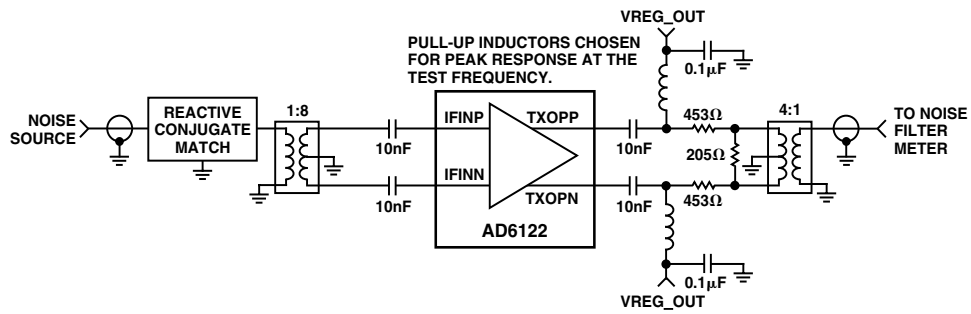 VREG_OUT
PULL-UP INDUCTORS CHOSEN
FOR PEAK RESPONSE AT THE
TEST FREQUENCY.
0.1μF
NOISE
SOURCE
REACTIVE
CONJUGATE
MATCH
1:8
10nF
10nF
IFINP
IFINN
TXOPP
TXOPN
AD6122
10nF
10nF
453Ω
205Ω
453Ω
4:1
TO NOISE
FILTER
METER
0.1μF
VREG_OUT